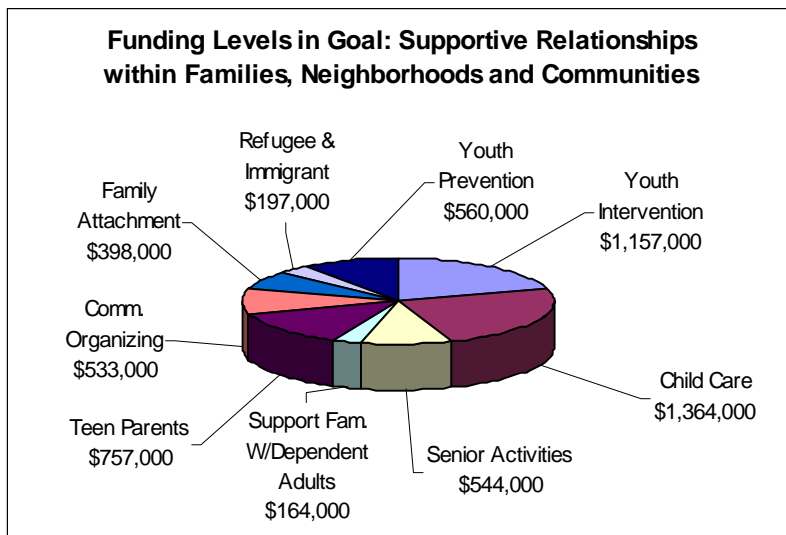 Funding Levels in Goal: Supportive Relationships
within Families, Neighborhoods and Communities
Refugee &
Immigrant
$197,000
Youth
Prevention
$560,000
Youth
Intervention
$1,157,000
Family
Attachment
$398,000
Comm.
Organizing
$533,000
Child Care
$1,364,000
Teen Parents
$757,000
Support Fam.
W/Dependent
Adults
$164,000
Senior Activities
$544,000